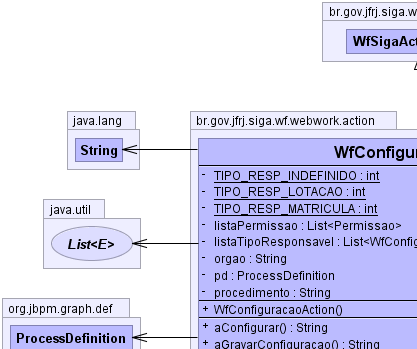 br.gov.jfrj.siga.w
WfSigaAct
java.lang
String
br.gov.jfrj.siga.wf.webwork.action
WfConfigur
- TIPO_RESP_INDEFINIDO : int
- TIPO_RESP_LOTACAO : int
- TIPO_RESP_MATRICULA : int
- listaPermissao : List<Permissao>
- listaTipoResponsavel : List<WfConfig
- orgao : String
- pd : ProcessDefinition
- procedimento : String
+ WfConfiguracaoAction()
+ aConfigurar() : String
+ aGravarConfiguracao() : String
java.util
List<E>
org.jbpm.graph.def
ProcessDefinition